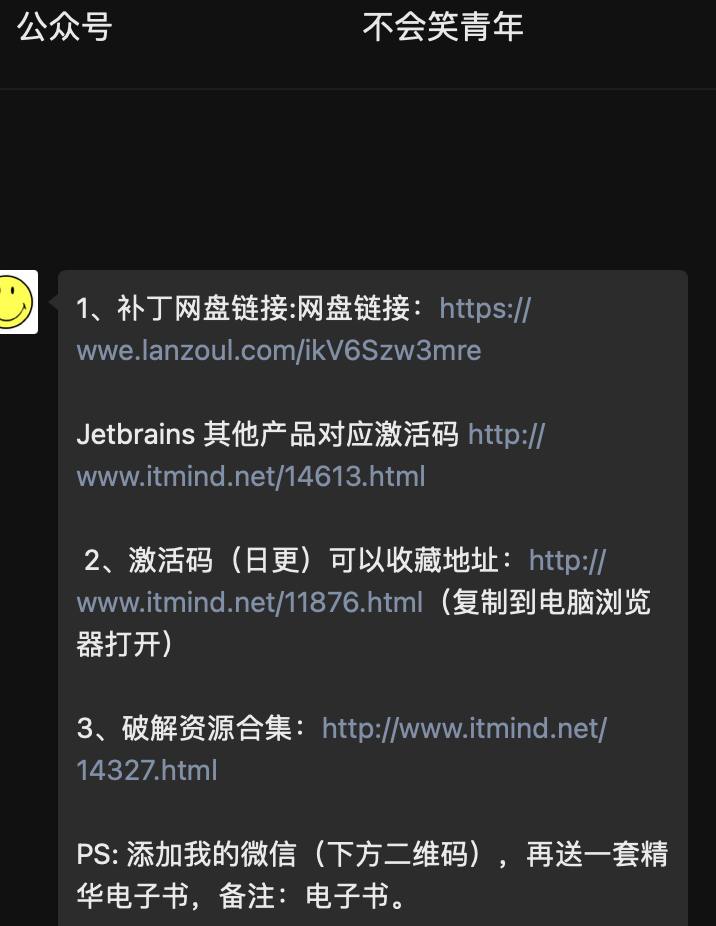 公众号 不会笑青年
1、补丁网盘链接:网盘链接：https://
wwe.lanzoul.com/ikV6Szw3mre
Jetbrains 其他产品对应激活码 http://
www.itmind.net/14613.html
2、激活码（日更）可以收藏地址：http://
www.itmind.net/11876.html（复制到电脑浏览
器打开）
3、破解资源合集：http://www.itmind.net/
14327.html
PS: 添加我的微信（下方二维码），再送一套精
华电子书，备注：电子书。